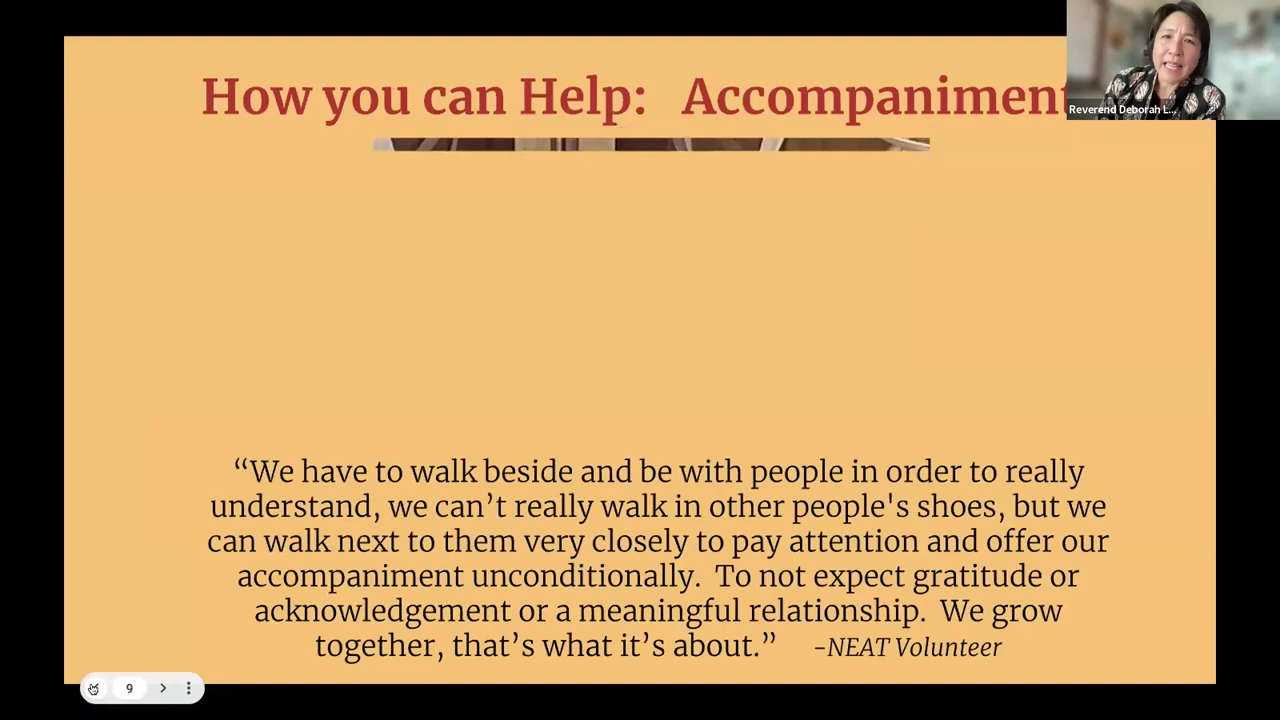 How you can Help: Accompaniment
Reverend Deborah L...
“We have to walk beside and be with people in order to really
understand, we can’t really walk in other people's shoes, but we
can walk next to them very closely to pay attention and offer our
accompaniment unconditionally. To not expect gratitude or
acknowledgement or a meaningful relationship. We grow
together, that’s what it’s about.” -NEAT Volunteer
9